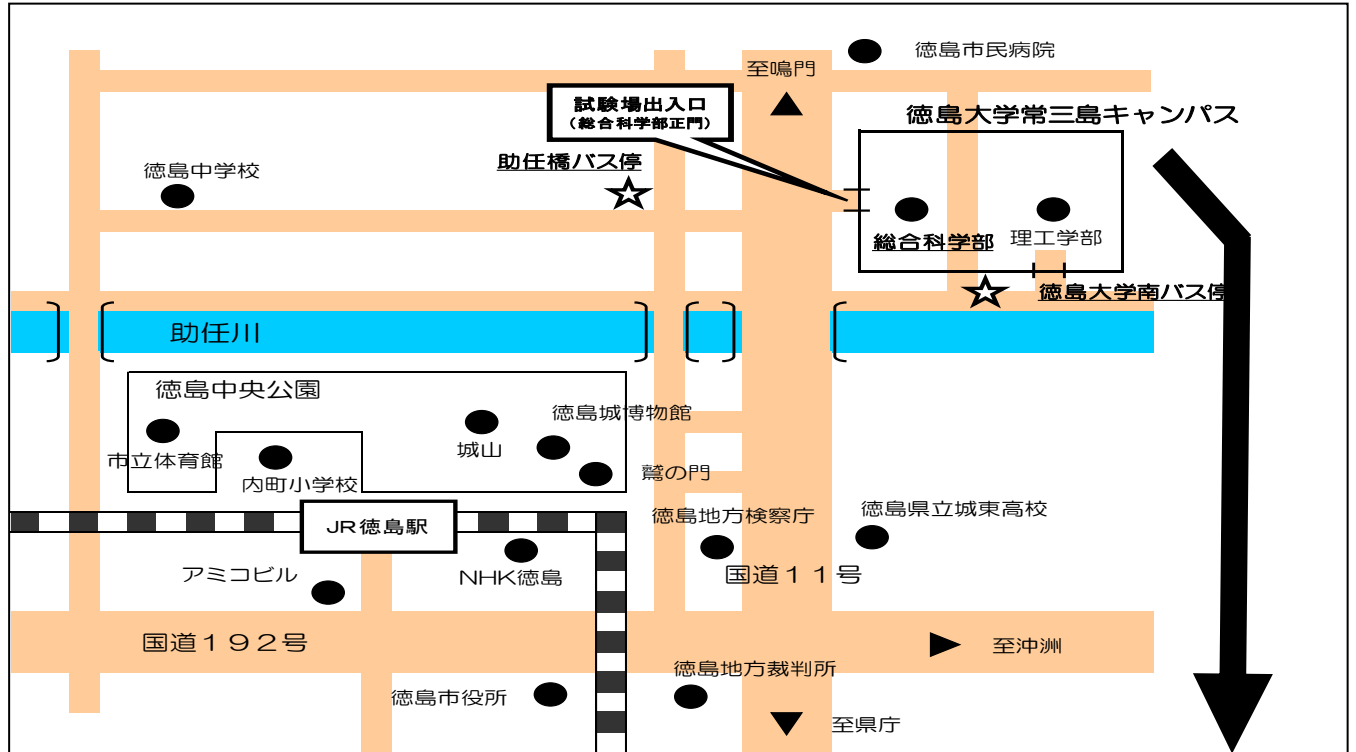 徳島市民病院
至鳴門
試験場出入口
（総合科学部正門）
徳島大学常三島キャンパス
助任橋バス停
徳島中学校
総合科学部
理工学部
徳島大学南バス停
助任川
徳島中央公園
徳島城博物館
城山
市立体育館
内町小学校
鷲の門
JR徳島駅
徳島地方検察庁
徳島県立城東高校
アミコビル
NHK徳島
国道１１号
国道１９２号
至沖洲
徳島地方裁判所
徳島市役所
至県庁